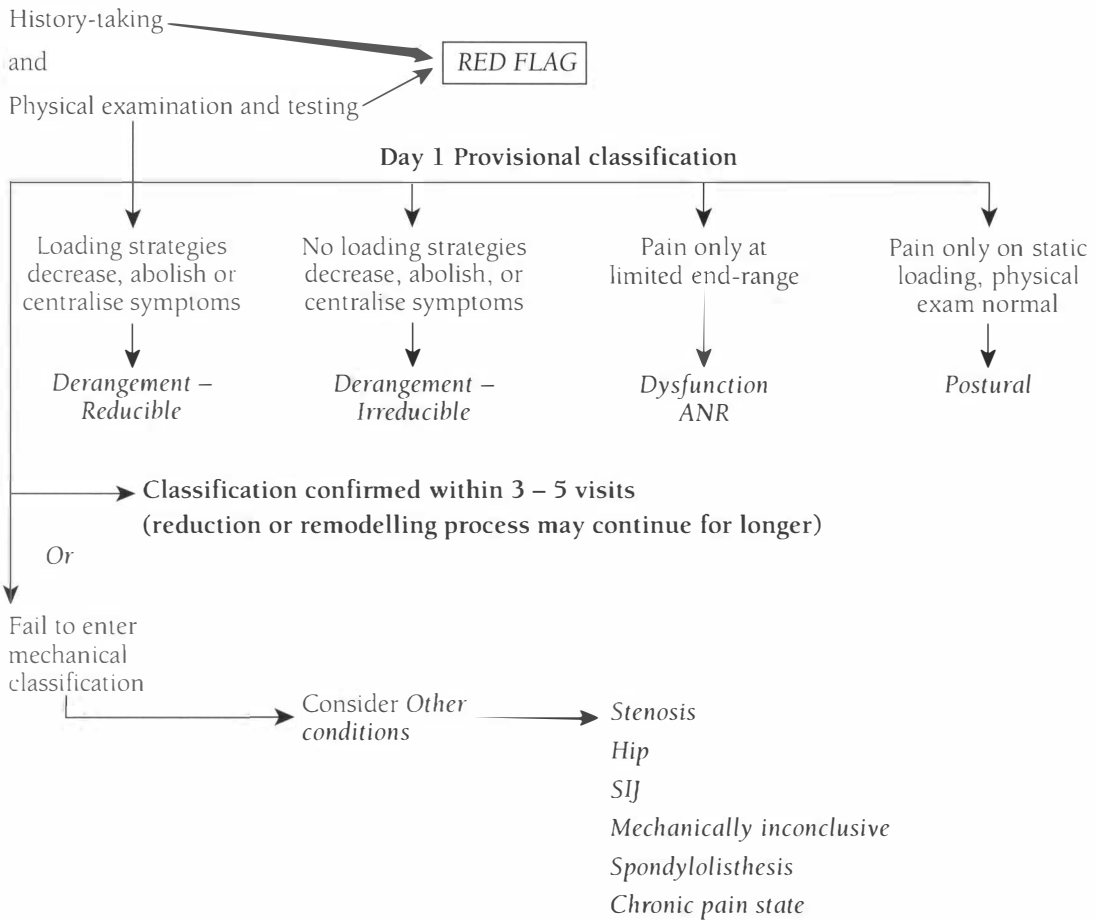 History-taking
and
RED FLAG
Physical examination and testing
Day 1 Provisional classification
Loading strategies
decrease, abolish or
centralise symptoms
Derangement –
Reducible
No loading strategies
decrease, abolish, or
centralise symptoms
Derangement –
Irreducible
Pain only at
limited end-range
Dysfunction
ANR
Pain only on static
loading, physical
exam normal
Postural
Classification confirmed within 3 – 5 visits
(reduction or remodelling process may continue for longer)
Or
Fail to enter
mechanical
classification
Consider Other
conditions
Stenosis
Hip
SIJ
Mechanically inconclusive
Spondylolisthesis
Chronic pain state